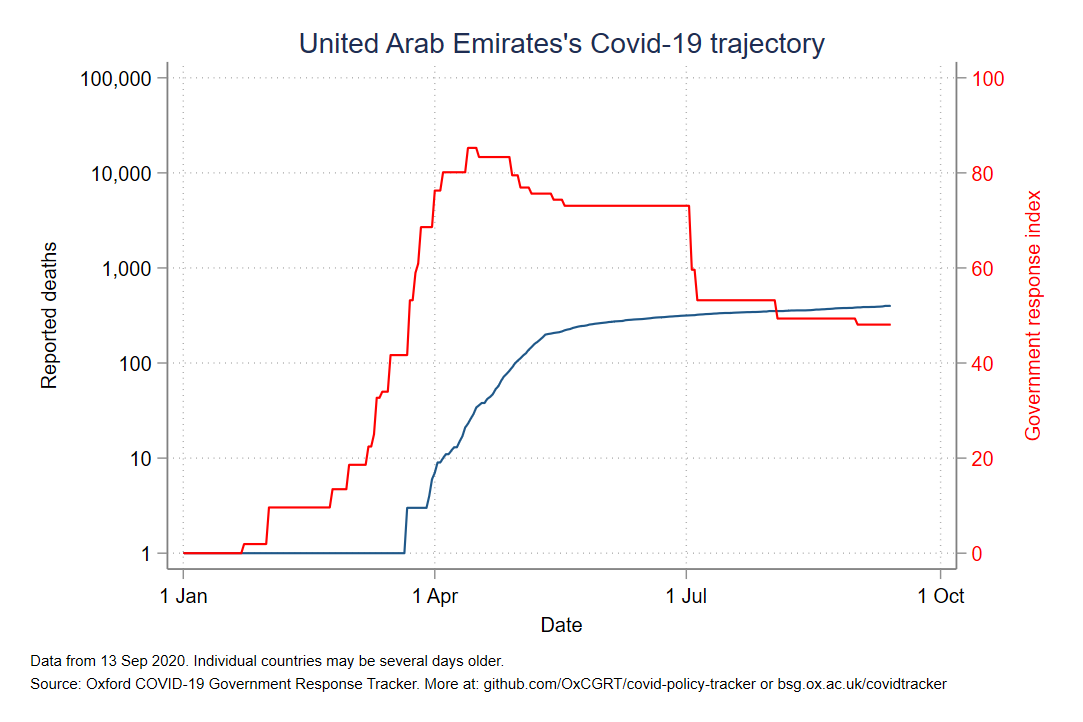 United Arab Emirates's Covid-19 trajectory
100,000
10,000
1,000
100
10
1
Reported deaths
100
80
60
40
20
0
Government response index
1 Jan
1 Apr
1 Jul
1 Oct
Date
Data from 13 Sep 2020. Individual countries may be several days older.
Source: Oxford COVID-19 Government Response Tracker. More at: github.com/OxCGRT/covid-policy-tracker or bsg.ox.ac.uk/covidtracker